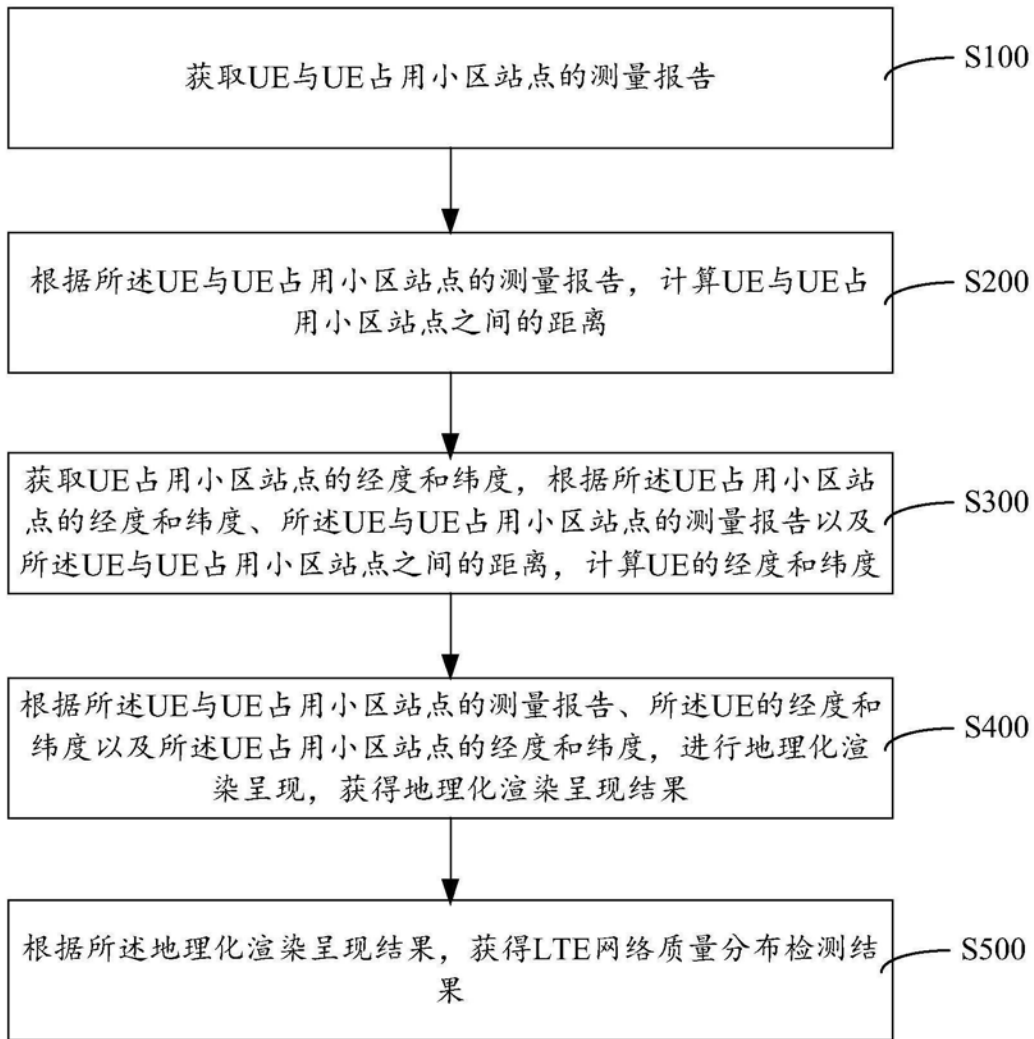 获取UE与UE占用小区站点的测量报告
S100
根据所述UE与UE占用小区站点的测量报告，计算UE与UE占
用小区站点之间的距离
S200
获取UE占用小区站点的经度和纬度，根据所述UE占用小区站
点的经度和纬度、所述UE与UE占用小区站点的测量报告以及
所述UE与UE占用小区站点之间的距离，计算UE的经度和纬度
S300
根据所述UE与UE占用小区站点的测量报告、所述UE的经度和
纬度以及所述UE占用小区站点的经度和纬度，进行地理化渲
染呈现，获得地理化渲染呈现结果
S400
根据所述地理化渲染呈现结果，获得LTE网络质量分布检测结
果
S500